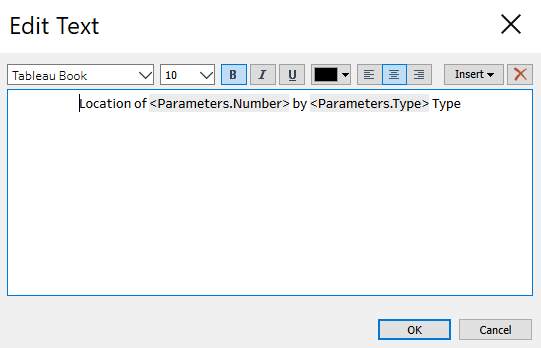 Edit Text
Tableau Book 10 B I U Insert
Location of <Parameters.Number> by <Parameters.Type> Type
OK Cancel